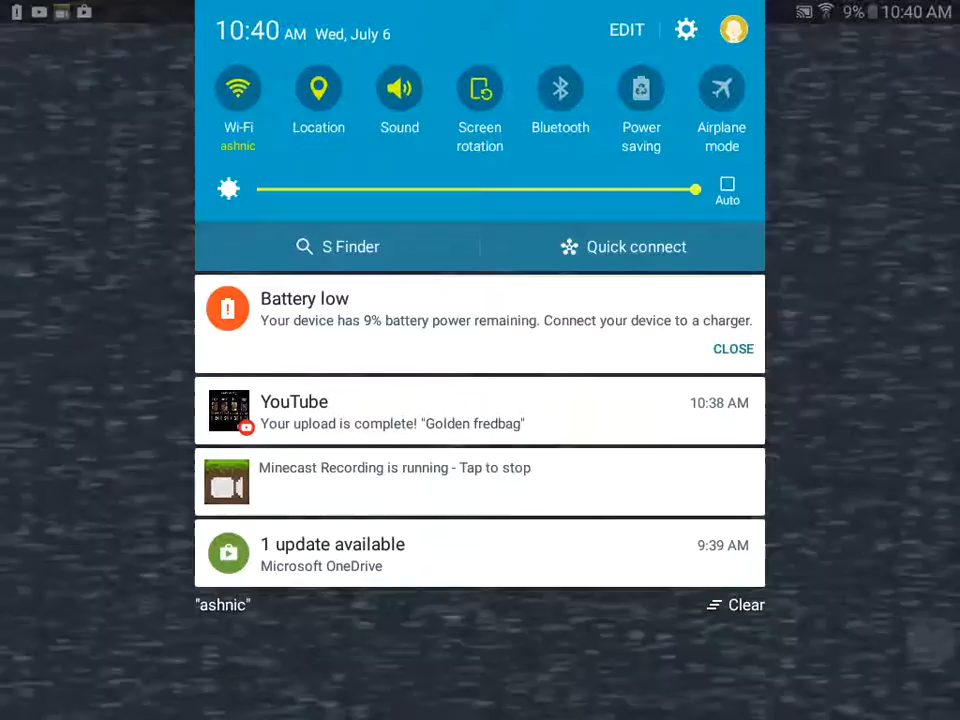 9% 10:40 AM
10:40 AM Wed, July 6
EDIT
Wi-Fi
ashnic
Location
Sound
Screen
rotation
Bluetooth
Power
saving
Airplane
mode
Auto
S Finder
Quick connect
Battery low
Your device has 9% battery power remaining. Connect your device to a charger.
CLOSE
YouTube
10:38 AM
Your upload is complete! "Golden fredbag"
Minecast Recording is running - Tap to stop
1 update available
9:39 AM
Microsoft OneDrive
"ashnic"
Clear